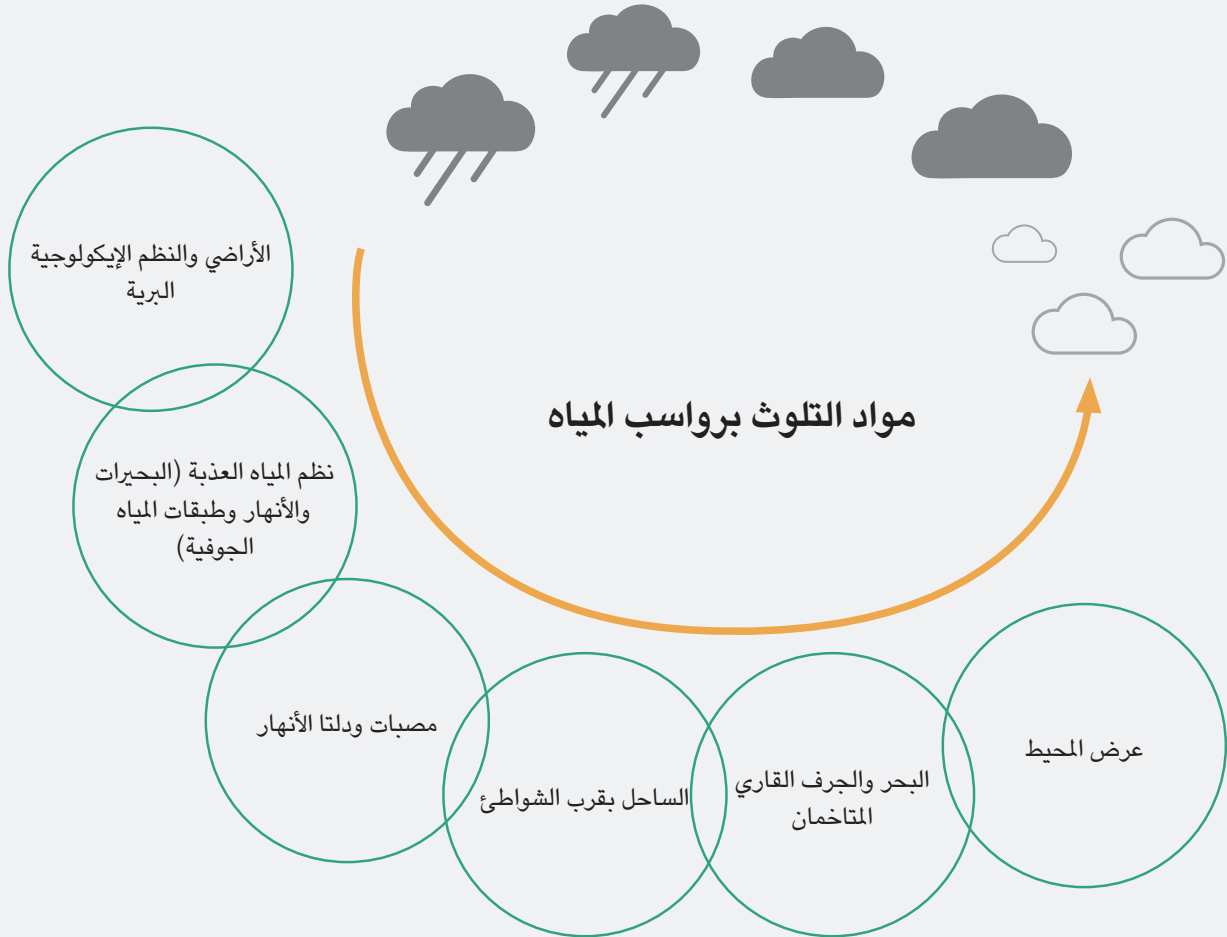 الأراضي والنظم الإيكولوجية
البرية
مواد التلوث برواسب المياه
نظم المياه العذبة (البحيرات
والأنهار وطبقات المياه
الجوفية)
مصبات ودلتا الأنهار
الساحل بقرب الشواطئ
البحر والجرف القاري
المتاخمان
عرض المحيط